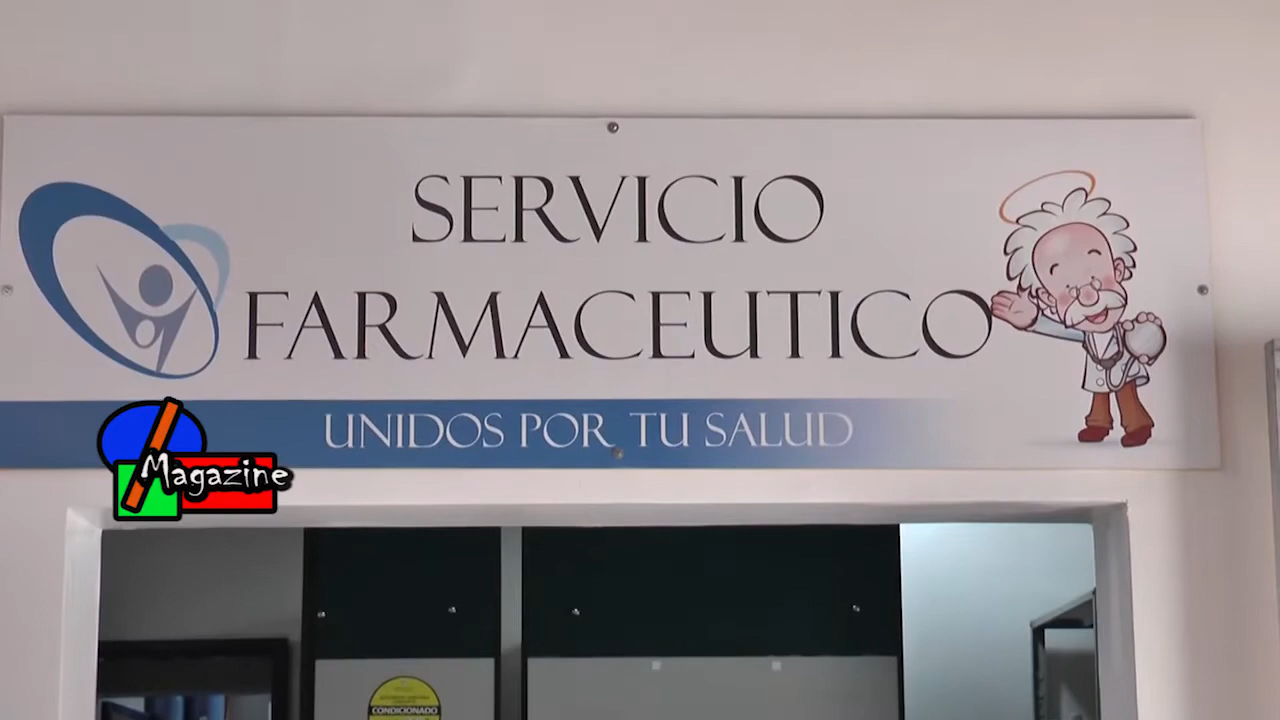 SERVICIO
FARMACEUTICO
UNIDOS POR TU SALUD
Magazine
CONDICIONADO